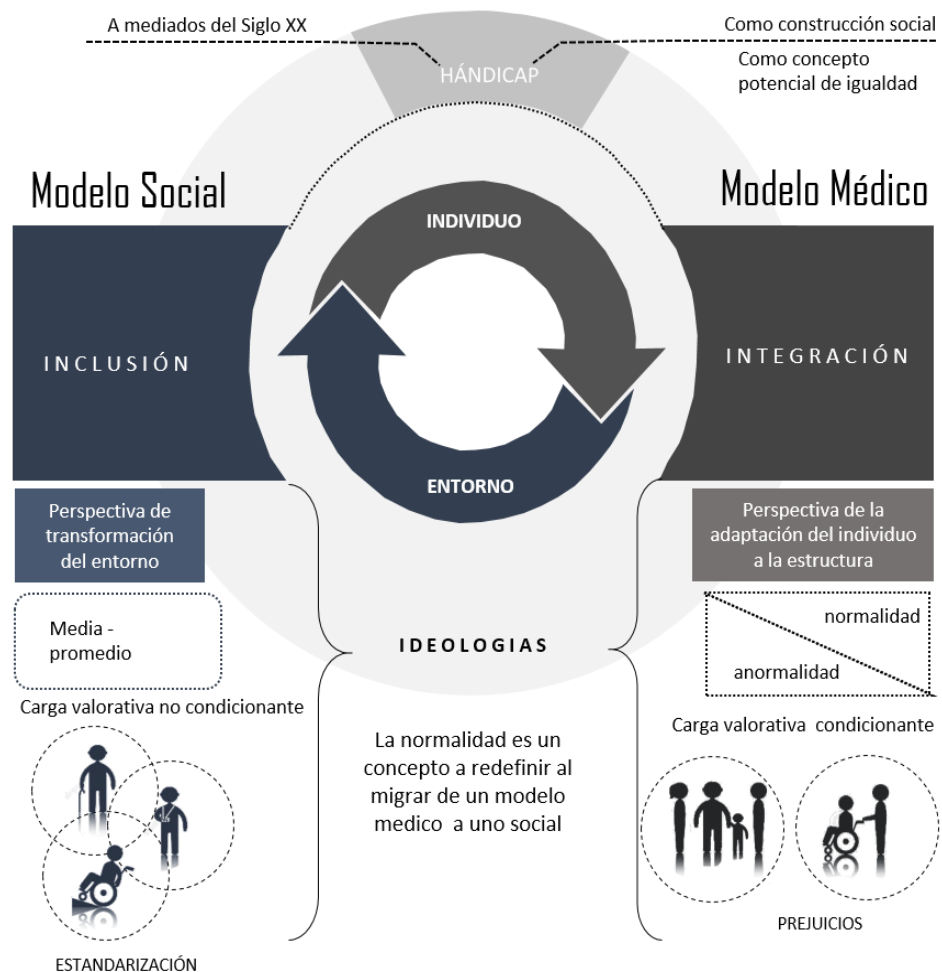 A mediados del Siglo XX
Como construcción social
HÁNDICAP
Como concepto
potencial de igualdad
Modelo Social
Modelo Médico
INDIVIDUO
INCLUSIÓN
INTEGRACIÓN
ENTORNO
Perspectiva de
transformación
del entorno
Perspectiva de la
adaptación del individuo
a la estructura
Media -
promedio
normalidad
anormalidad
IDEOLOGIAS
Carga valorativa no condicionante
Carga valorativa condicionante
La normalidad es un
concepto a redefinir al
migrar de un modelo
medico a uno social
PREJUICIOS
ESTANDARIZACIÓN